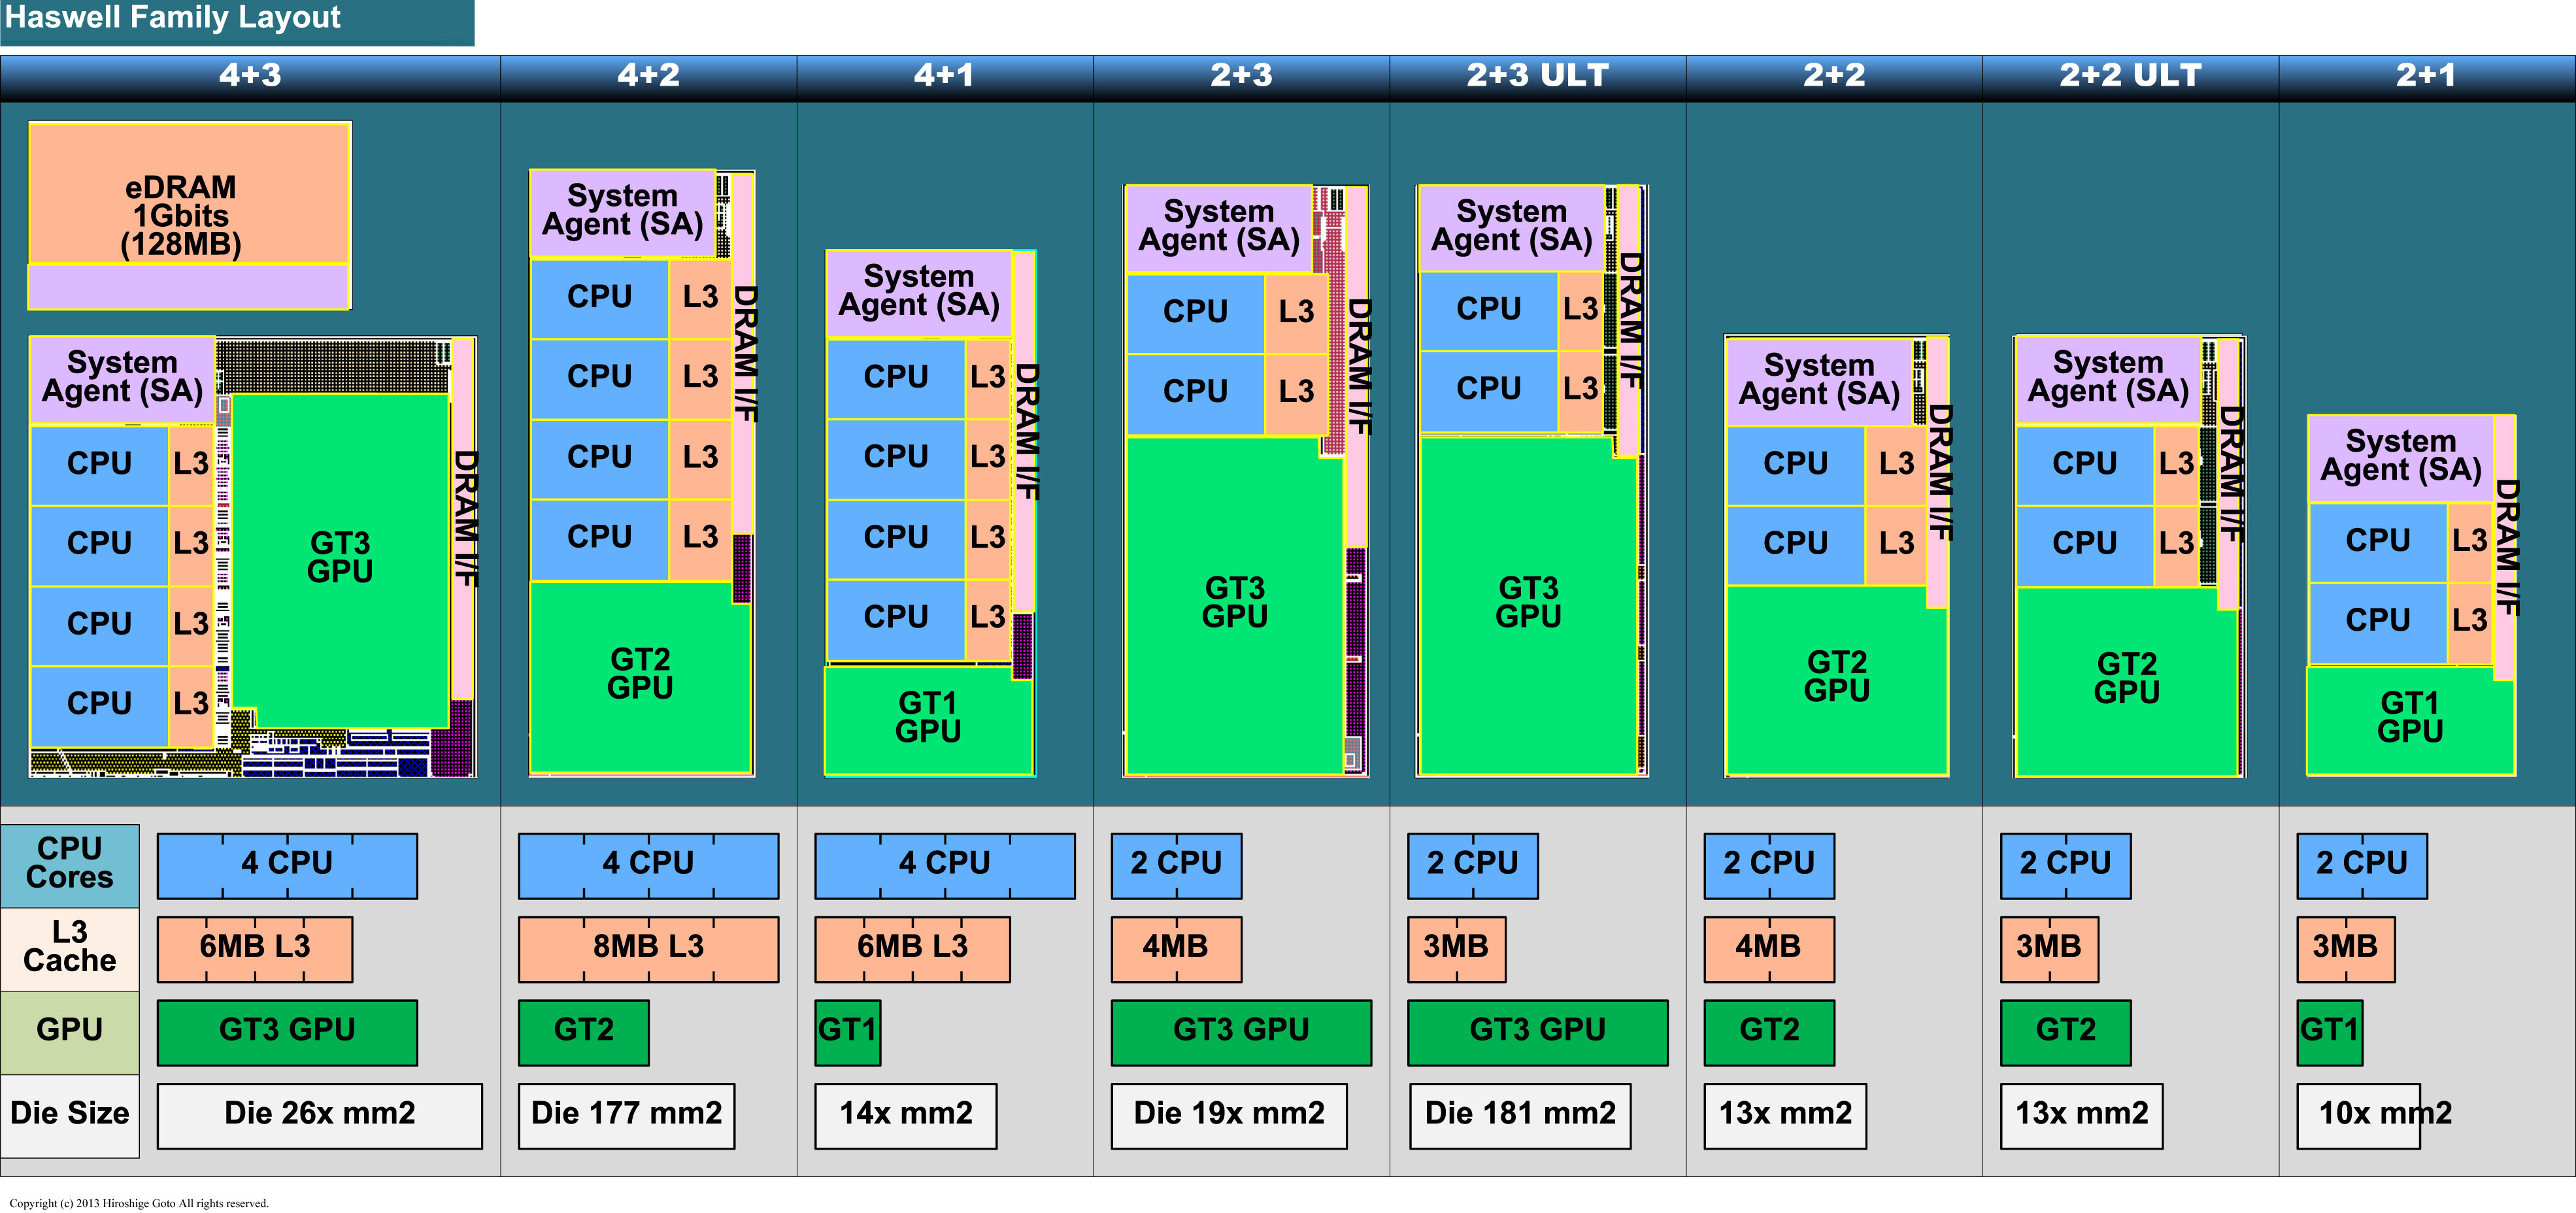 Haswell Family Layout
4+3
4+2
4+1
2+3
2+3 ULT
2+2
2+2 ULT
2+1
eDRAM
1Gbits
(128MB)
System
Agent (SA)
CPU
L3
CPU
L3
CPU
L3
CPU
L3
GT3
GPU
DRAM I/F
System
Agent (SA)
CPU
L3
CPU
L3
CPU
L3
CPU
L3
DRAM I/F
GT2
GPU
System
Agent (SA)
CPU
L3
CPU
L3
CPU
L3
CPU
L3
DRAM I/F
GT1
GPU
System
Agent (SA)
CPU
L3
CPU
L3
DRAM I/F
GT3
GPU
System
Agent (SA)
CPU
L3
CPU
L3
DRAM I/F
GT3
GPU
System
Agent (SA)
CPU
L3
CPU
L3
DRAM I/F
GT2
GPU
System
Agent (SA)
CPU
L3
CPU
L3
DRAM I/F
GT2
GPU
System
Agent (SA)
CPU
L3
CPU
L3
DRAM I/F
GT1
GPU
CPU
Cores
4 CPU
4 CPU
4 CPU
2 CPU
2 CPU
2 CPU
2 CPU
2 CPU
L3
Cache
6MB L3
8MB L3
6MB L3
4MB
3MB
4MB
3MB
3MB
GPU
GT3 GPU
GT2
GT1
GT3 GPU
GT3 GPU
GT2
GT2
GT1
Die Size
Die 26x mm2
Die 177 mm2
14x mm2
Die 19x mm2
Die 181 mm2
13x mm2
13x mm2
10x mm2
Copyright (c) 2013 Hiroshige Goto All rights reserved.